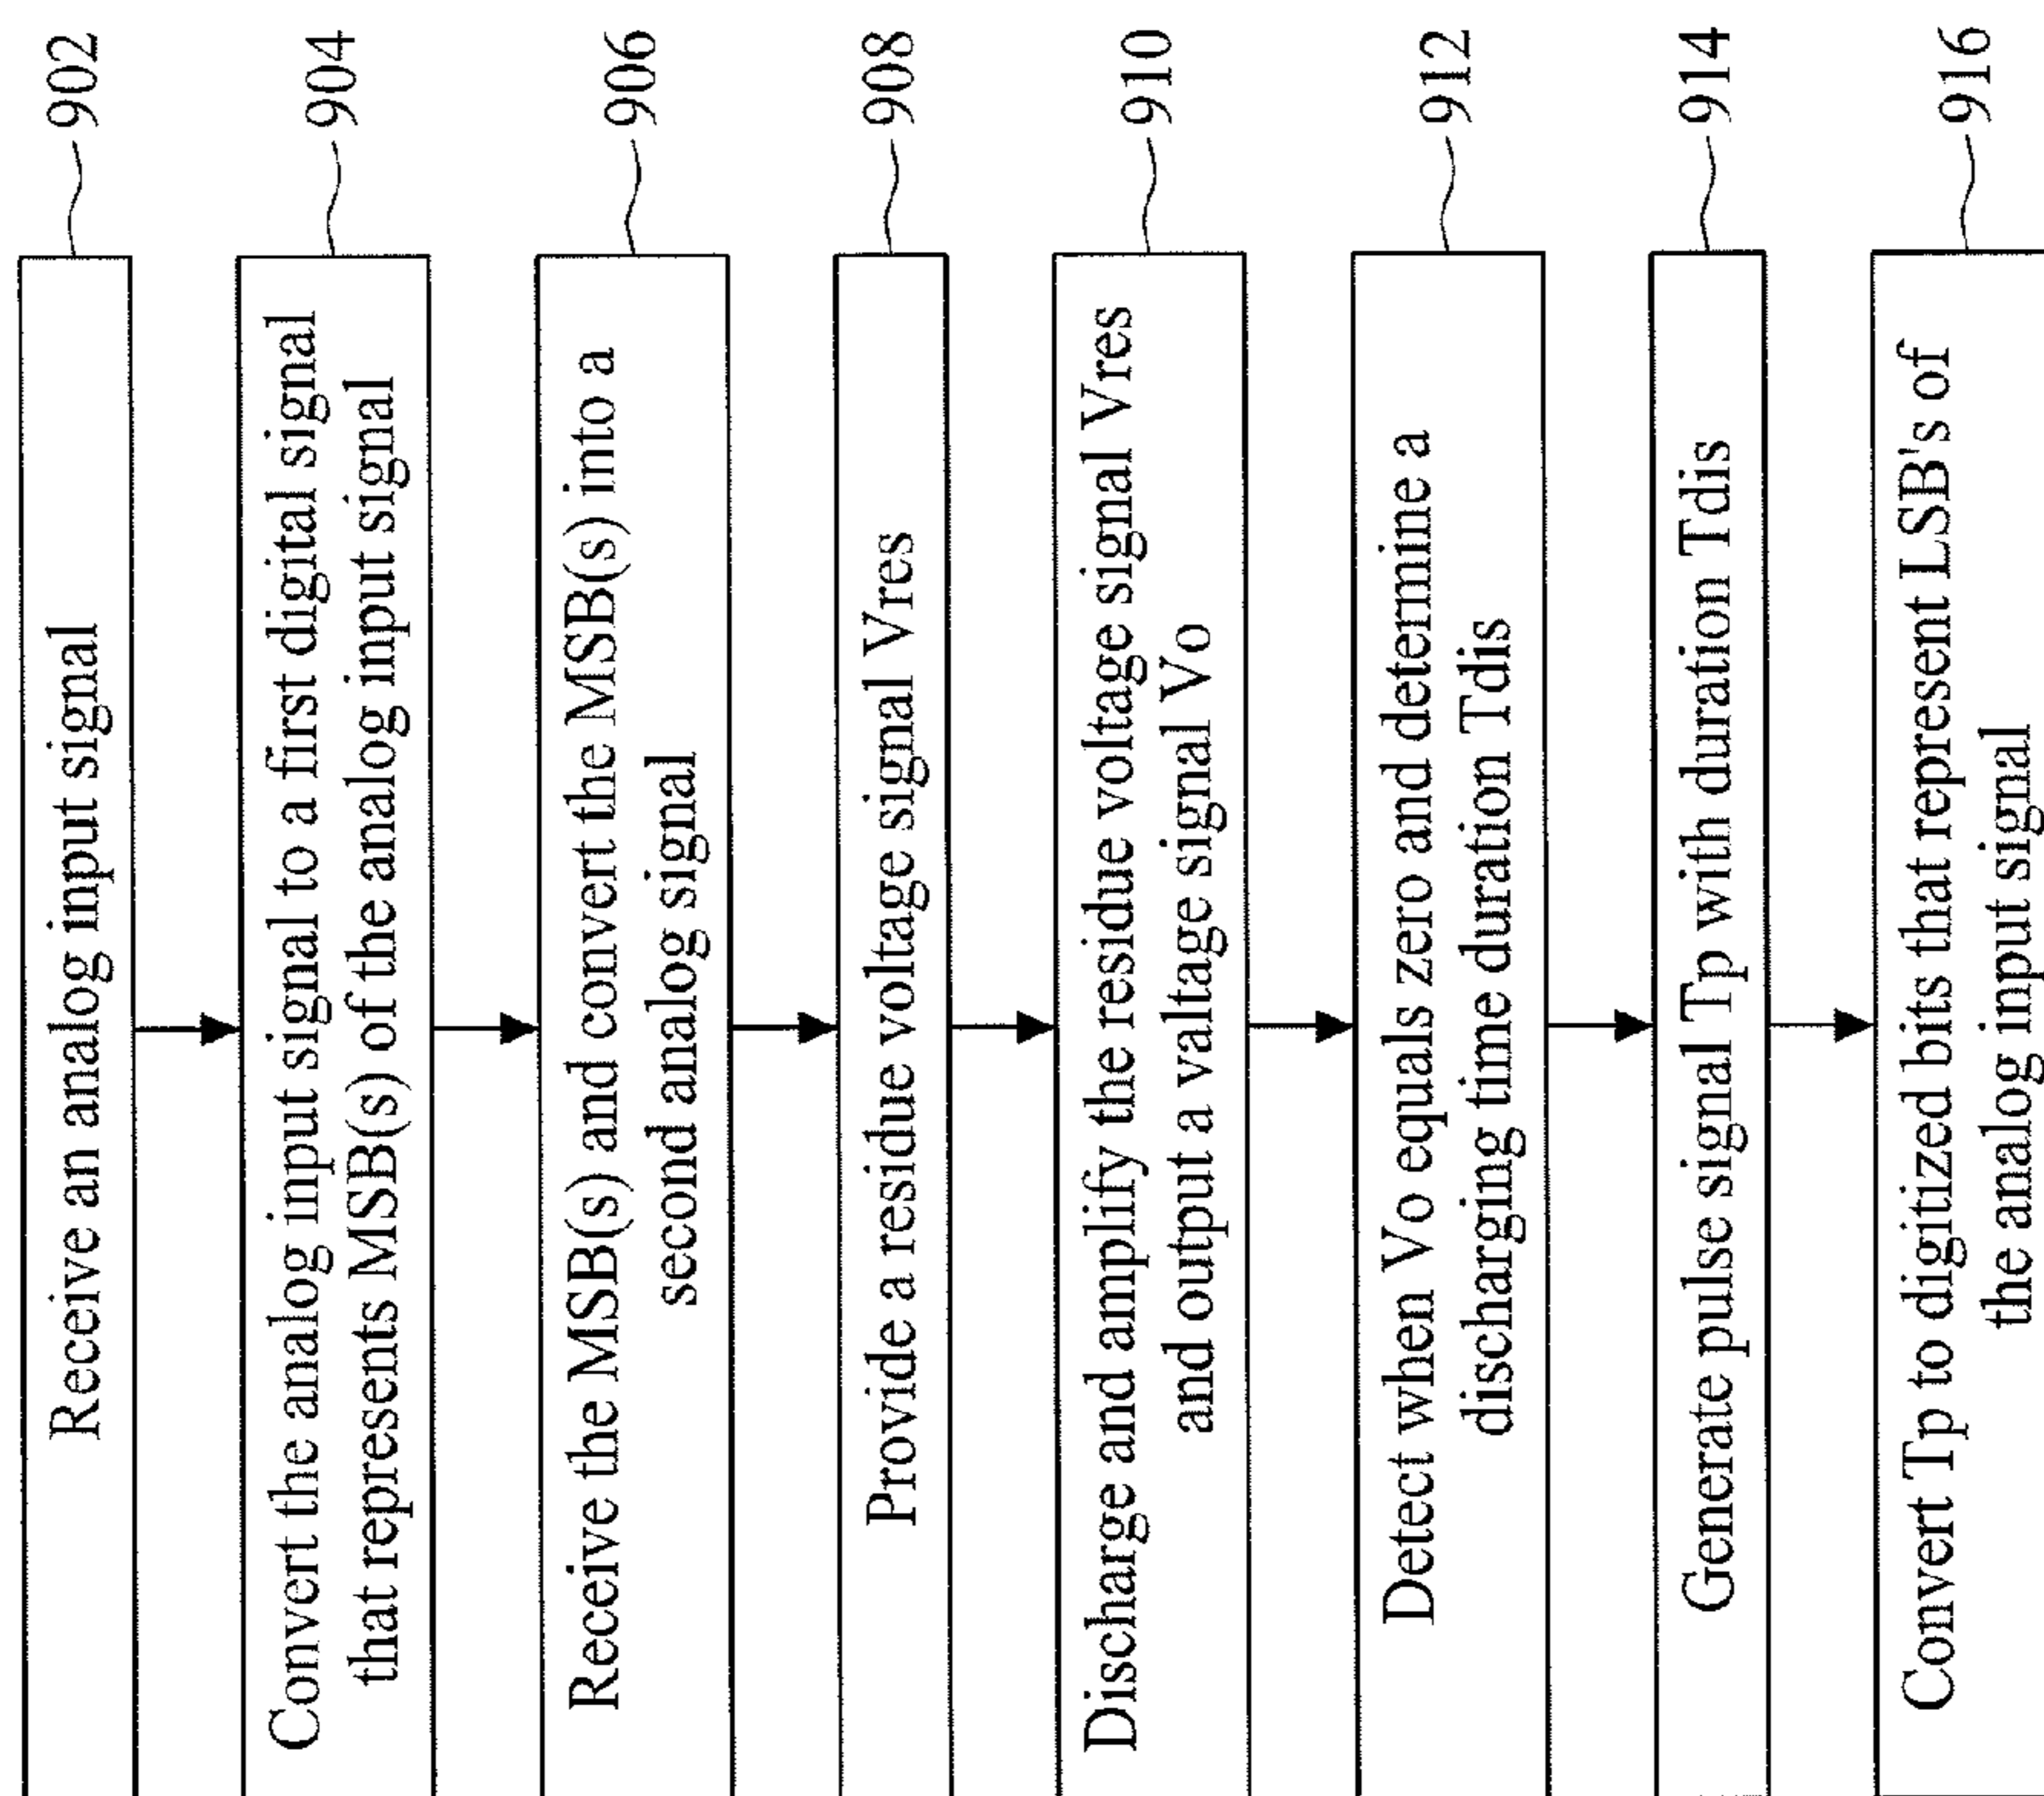 Receive an analog input signal
902
Convert the analog input signal to a first digital signal
that represents MSB(s) of the analog input signal
904
Receive the MSB(s) and convert the MSB(s) into a
second analog signal
906
Provide a residue voltage signal Vres
908
Discharge and amplify the residue voltage signal Vres
and output a valtage signal Vo
910
Detect when Vo equals zero and determine a
discharging time duration Tdis
912
Generate pulse signal Tp with duration Tdis
914
Convert Tp to digitized bits that represent LSB's of
the analog input signal
916